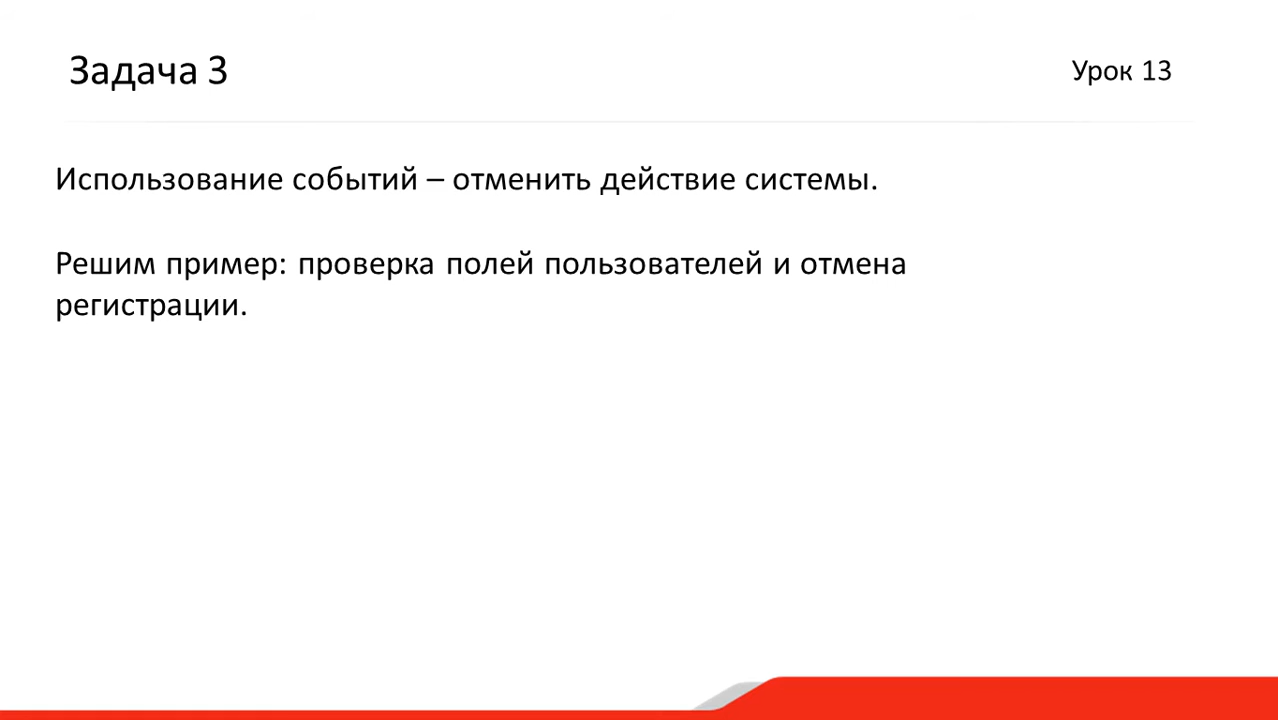 Задача 3
Урок 13
Использование событий – отменить действие системы.
Решим пример: проверка полей пользователей и отмена
регистрации.